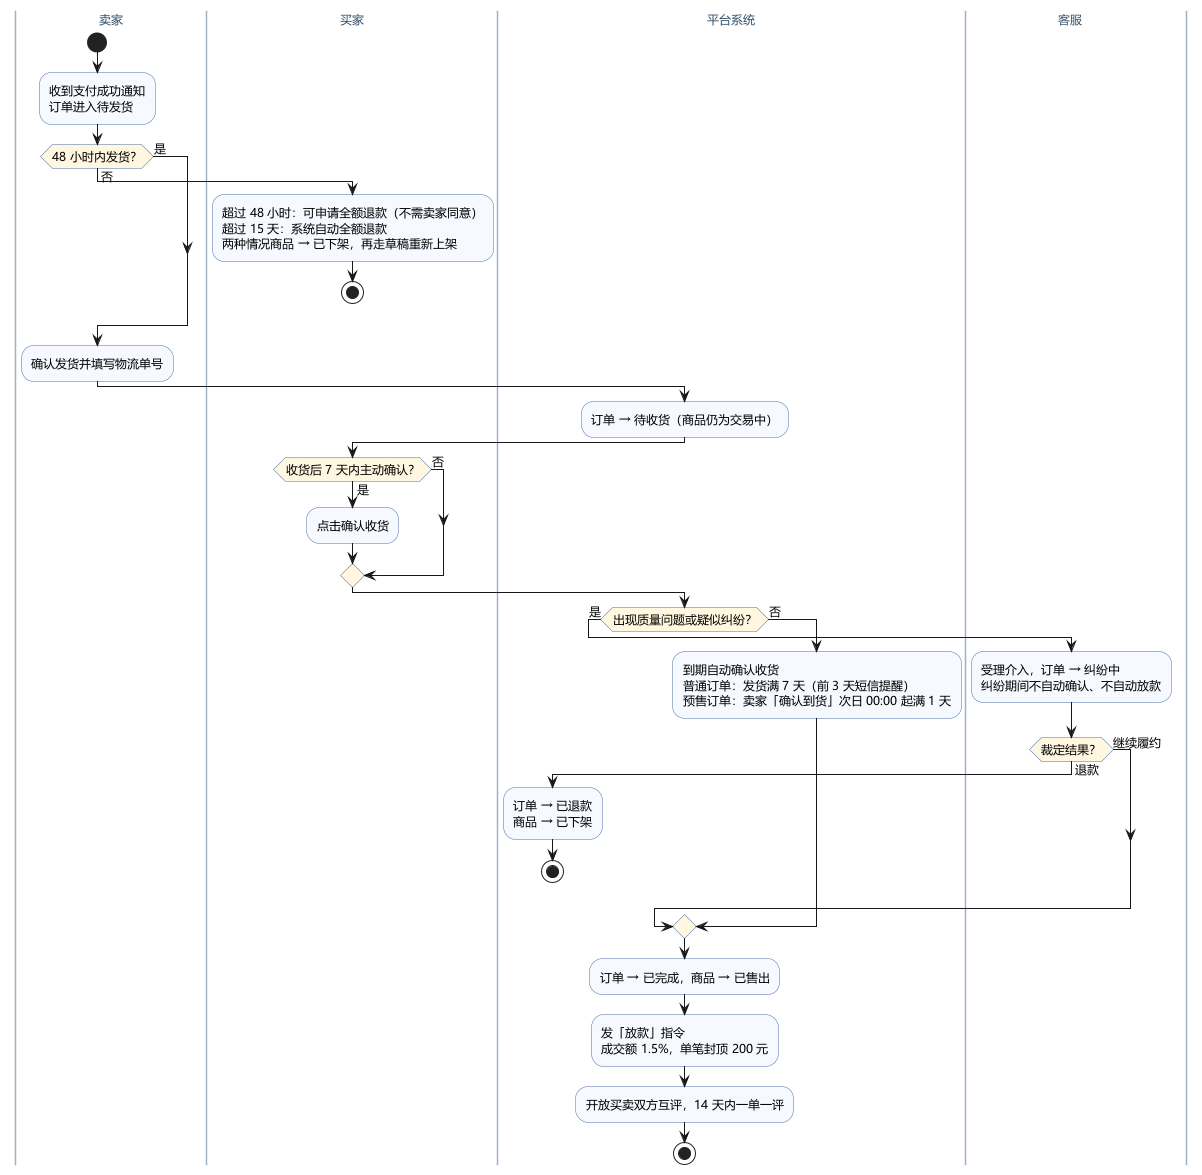 卖家
买家
平台系统
客服
收到支付成功通知
订单进入待发货
48 小时内发货？
是
否
超过 48 小时：可申请全额退款（不需卖家同意）
超过 15 天：系统自动全额退款
两种情况商品 → 已下架，再走草稿重新上架
确认发货并填写物流单号
订单 → 待收货（商品仍为交易中）
收货后 7 天内主动确认？
否
是
点击确认收货
是
出现质量问题或疑似纠纷？
否
到期自动确认收货
普通订单：发货满 7 天（前 3 天短信提醒）
预售订单：卖家「确认到货」次日 00:00 起满 1 天
受理介入，订单 → 纠纷中
纠纷期间不自动确认、不自动放款
裁定结果？
继续履约
退款
订单 → 已退款
商品 → 已下架
订单 → 已完成，商品 → 已售出
发「放款」指令
成交额 1.5%，单笔封顶 200 元
开放买卖双方互评，14 天内一单一评